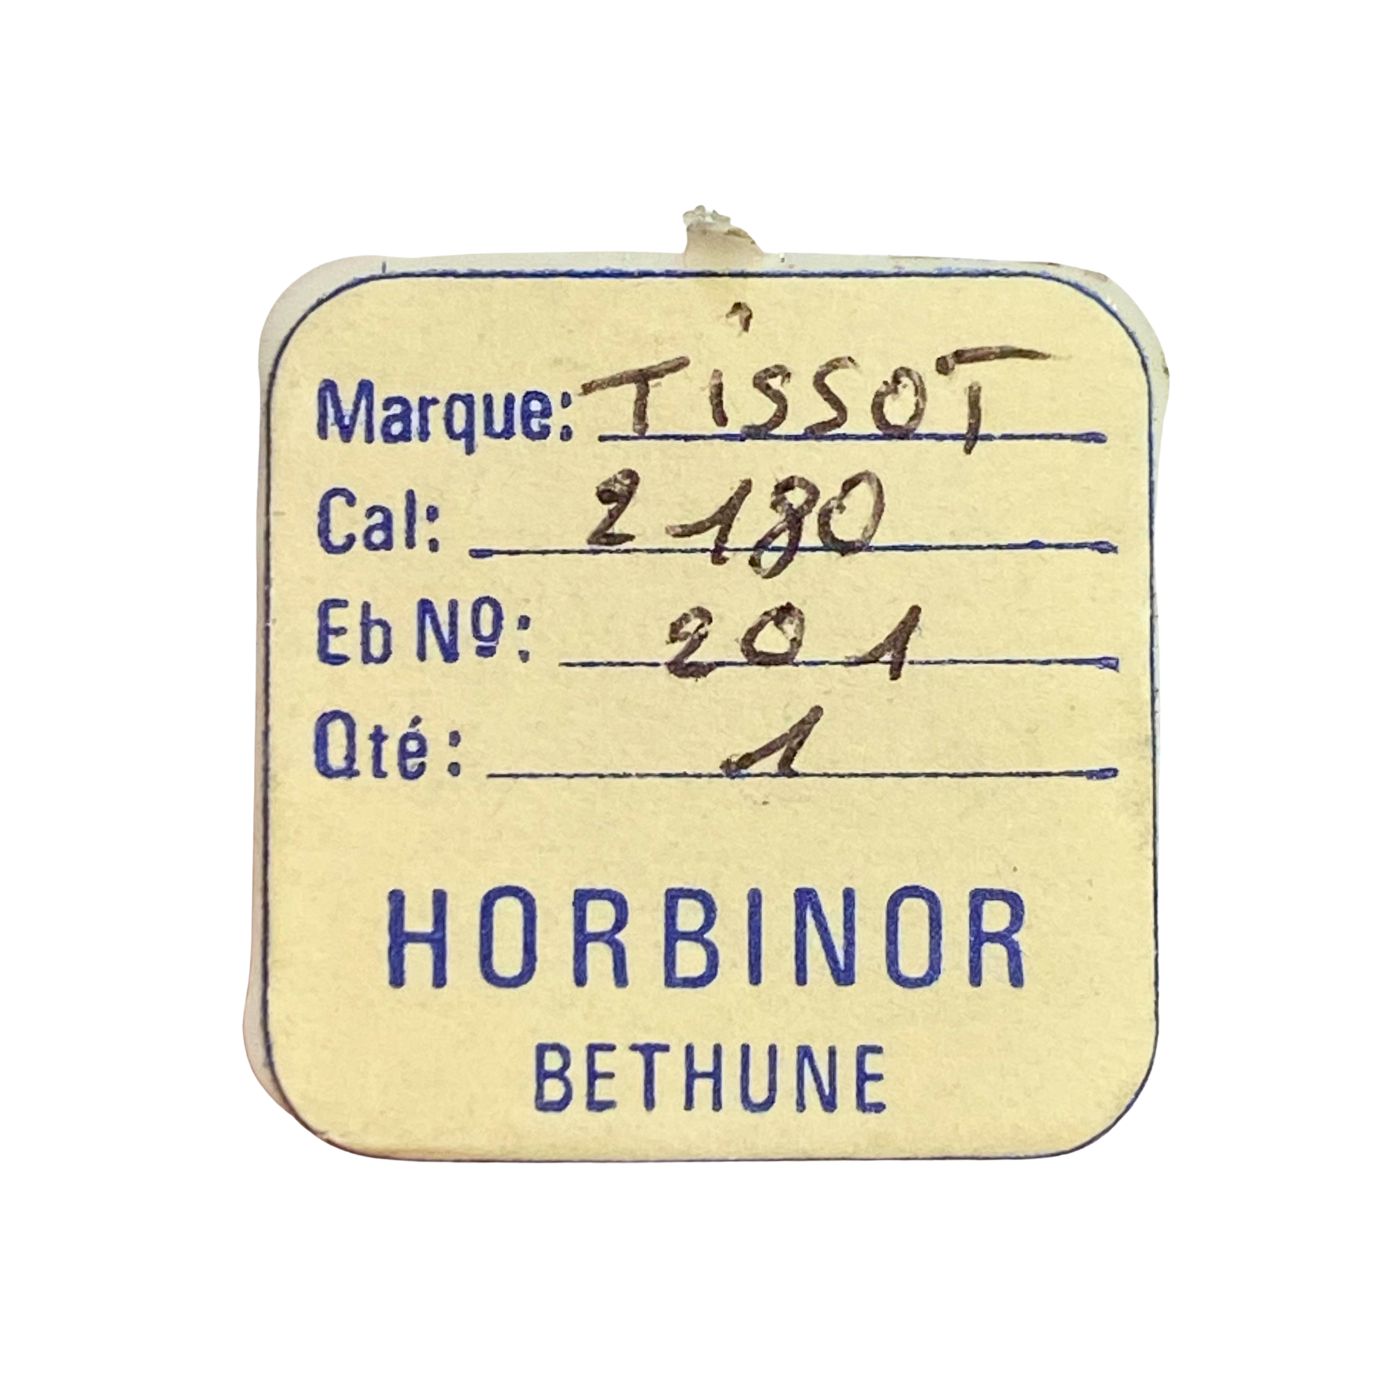 Marque: Tissot
Cal: 2180
Eb Nº: 201
Qté: 1
HORBINOR
BETHUNE